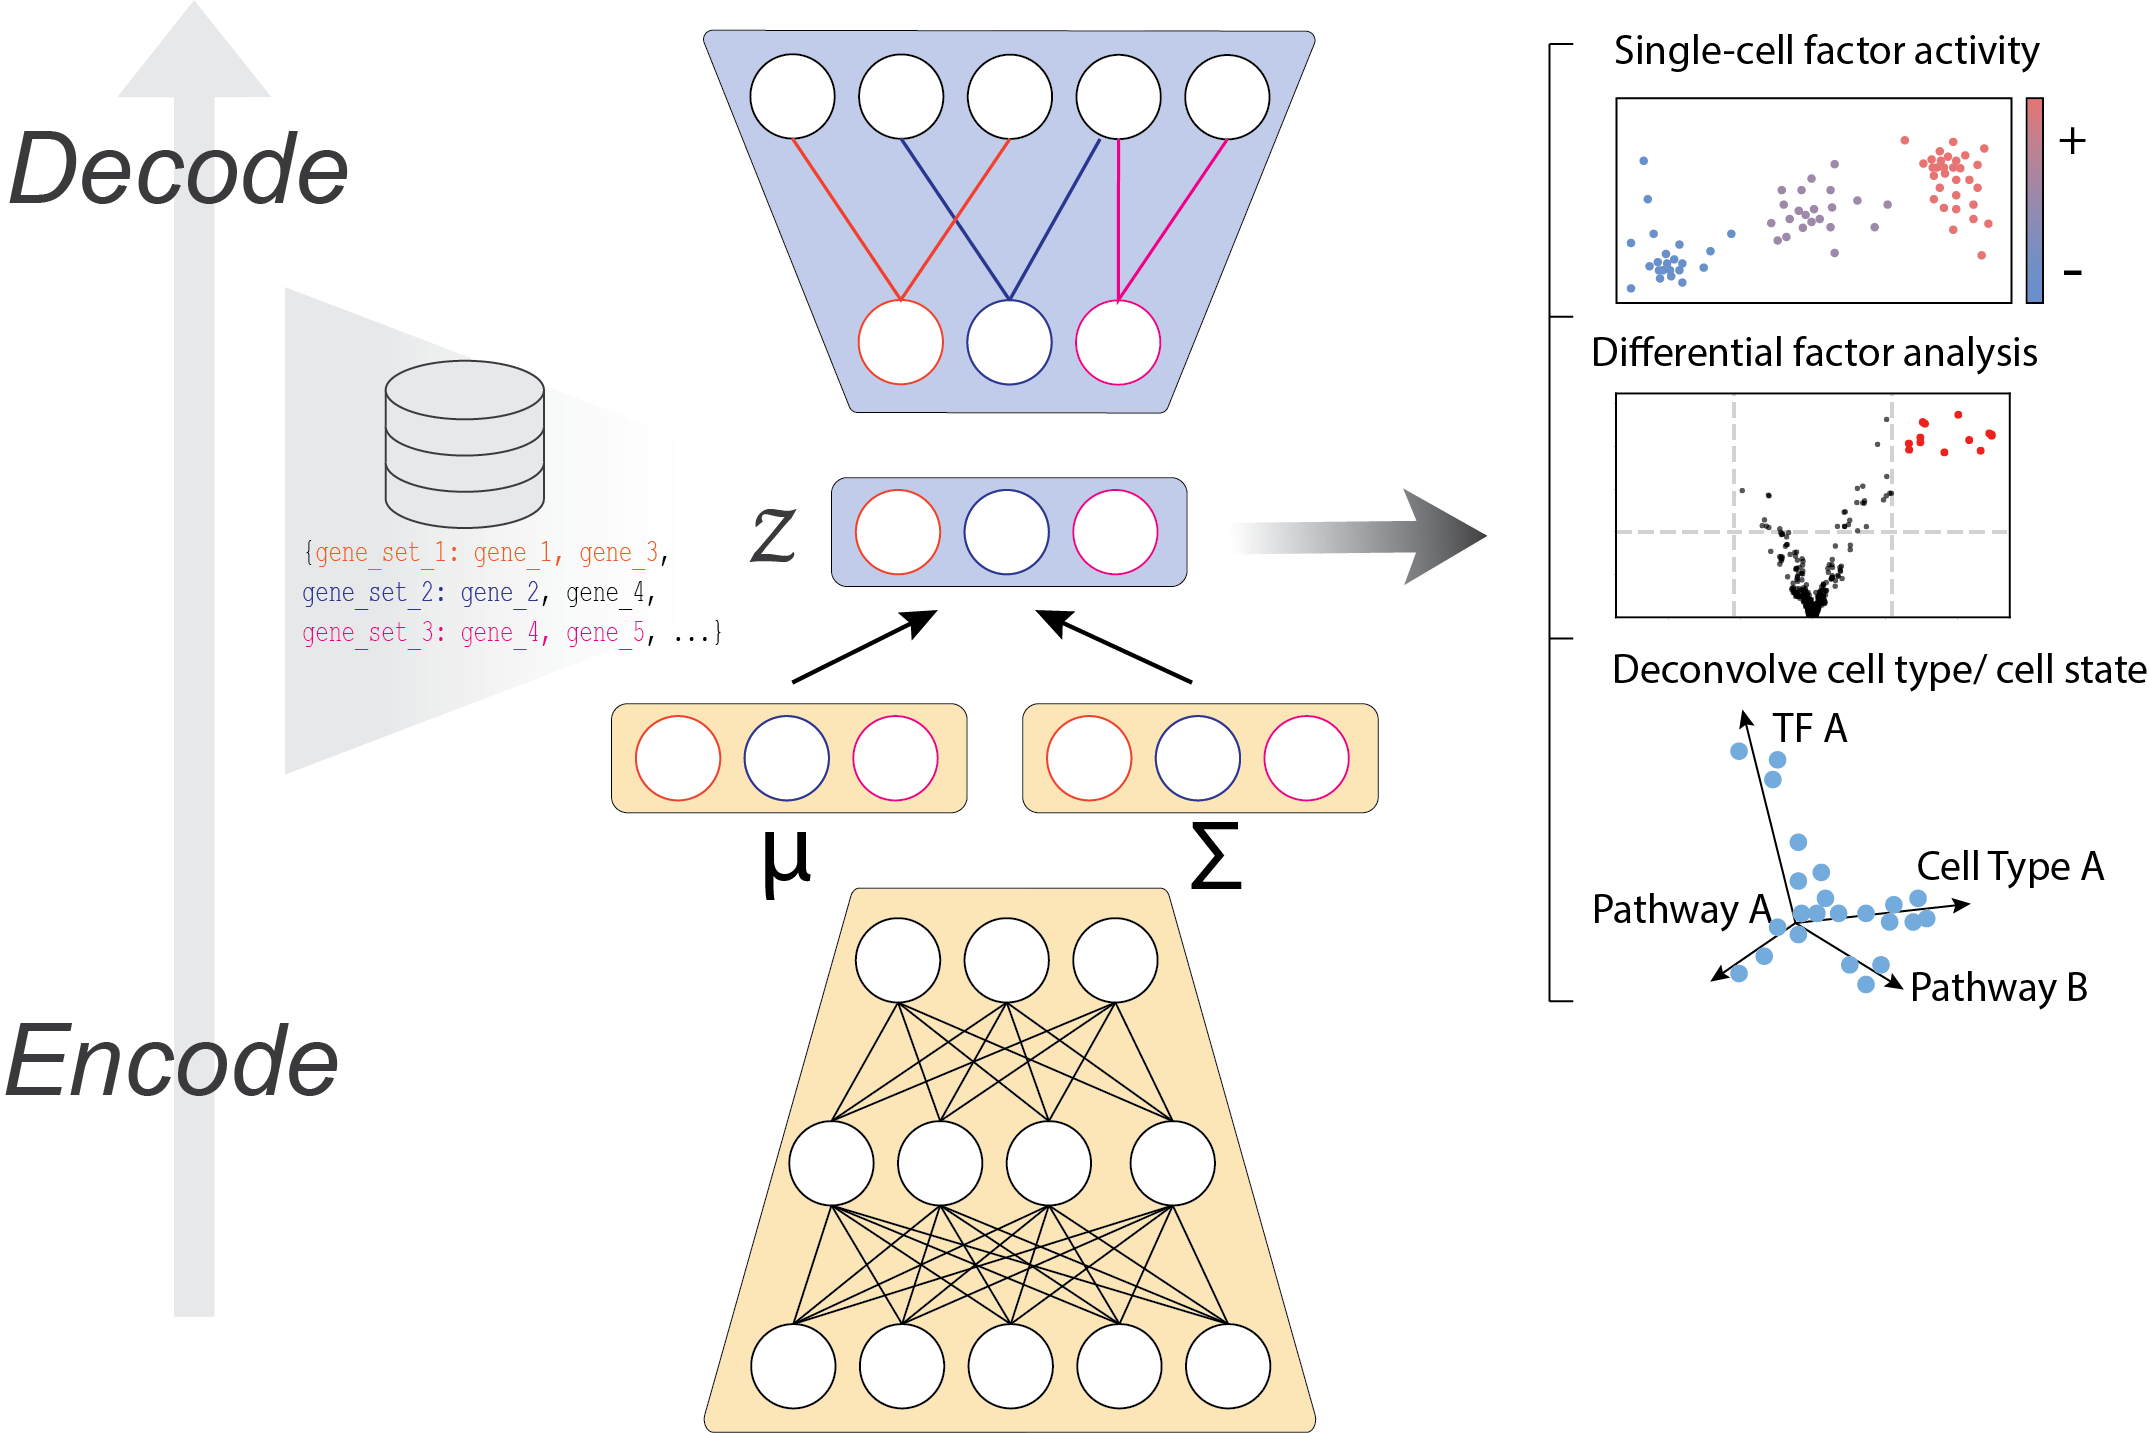 Decode
Encode
{gene_set_1: gene_1, gene_3,
gene_set_2: gene_2, gene_4,
gene_set_3: gene_4, gene_5, ...}
z
μ
Σ
Single-cell factor activity
+
-
Differential factor analysis
Deconvolve cell type/ cell state
TF A
Cell Type A
Pathway A
Pathway B